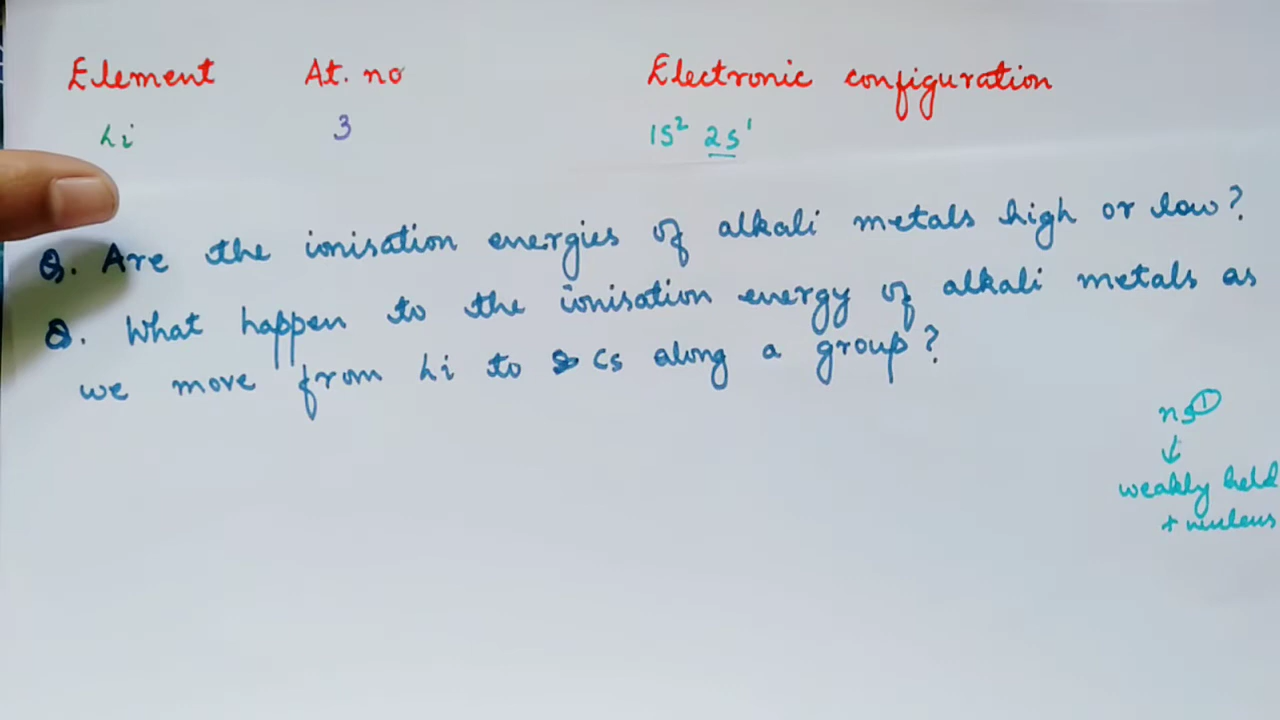 Element At. no Electronic configuration
Li 3 1s² 2s¹
Q. Are the ionisation energies of alkali metals high or low?
Q. What happen to the ionisation energy of alkali metals as
we move from Li to Cs along a group?
ns¹
↓
weakly held
+ nucleus